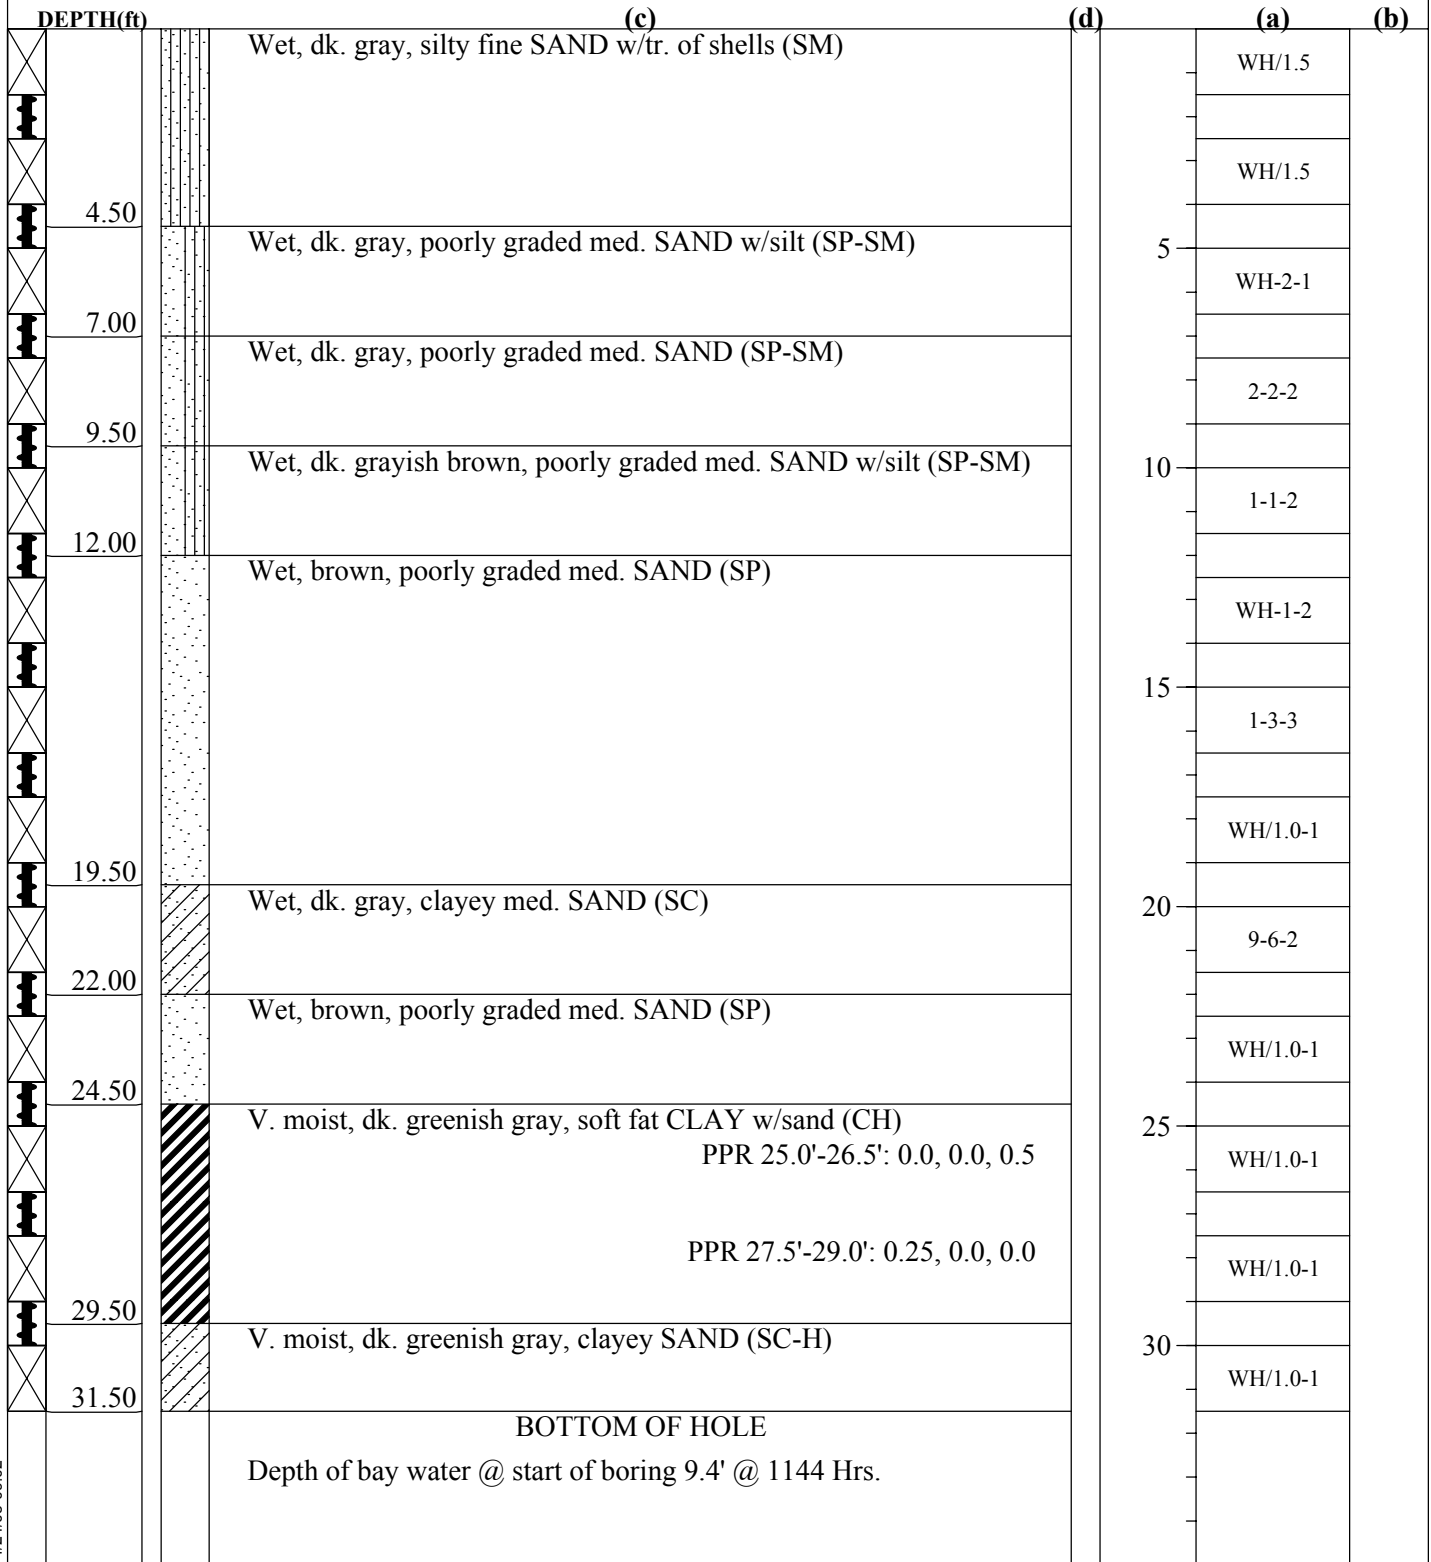 DEPTH(ft) (c) (d) (a) (b)
Wet, dk. gray, silty fine SAND w/tr. of shells (SM)
WH/1.5
WH/1.5
4.50
Wet, dk. gray, poorly graded med. SAND w/silt (SP-SM)
5
WH-2-1
7.00
Wet, dk. gray, poorly graded med. SAND (SP-SM)
2-2-2
9.50
Wet, dk. grayish brown, poorly graded med. SAND w/silt (SP-SM)
10
1-1-2
12.00
Wet, brown, poorly graded med. SAND (SP)
WH-1-2
15
1-3-3
WH/1.0-1
19.50
Wet, dk. gray, clayey med. SAND (SC)
20
9-6-2
22.00
Wet, brown, poorly graded med. SAND (SP)
WH/1.0-1
24.50
V. moist, dk. greenish gray, soft fat CLAY w/sand (CH)
25
PPR 25.0'-26.5': 0.0, 0.0, 0.5
WH/1.0-1
PPR 27.5'-29.0': 0.25, 0.0, 0.0
WH/1.0-1
29.50
V. moist, dk. greenish gray, clayey SAND (SC-H)
30
WH/1.0-1
31.50
BOTTOM OF HOLE
Depth of bay water @ start of boring 9.4' @ 1144 Hrs.